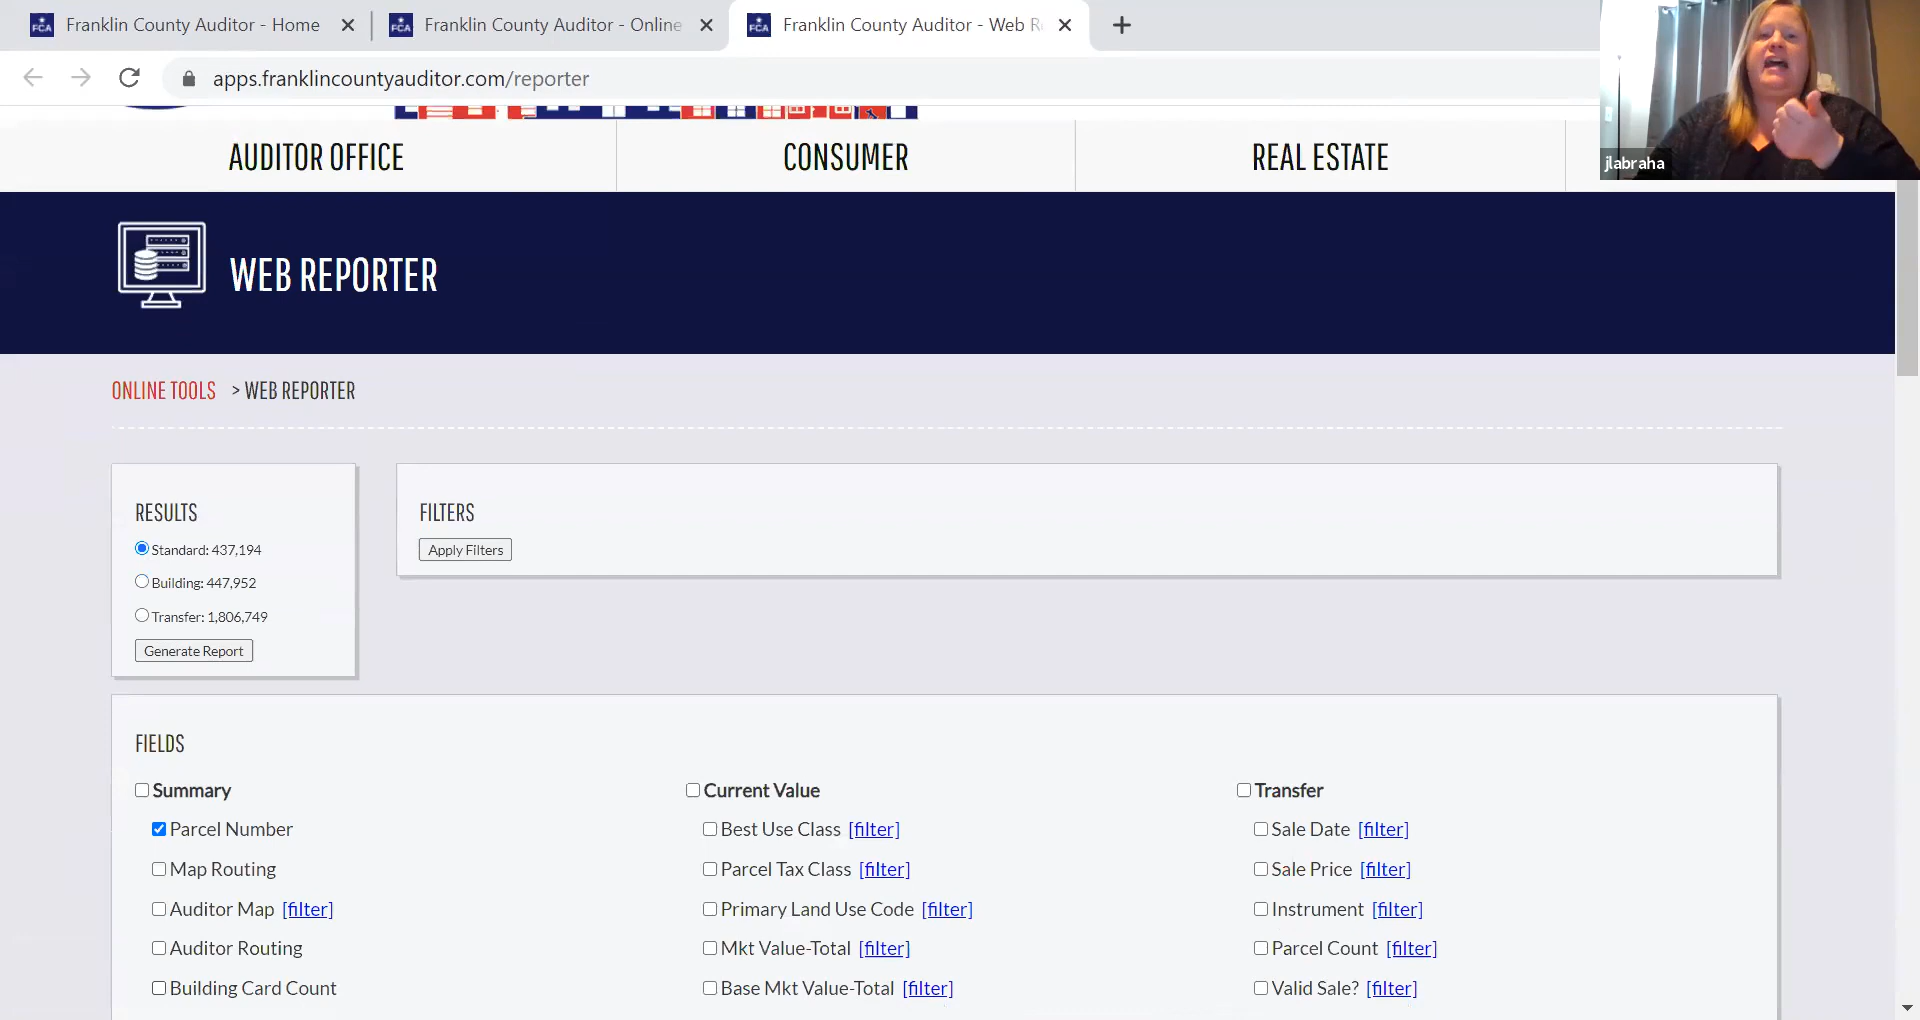 Franklin County Auditor - Home
Franklin County Auditor - Online
Franklin County Auditor - Web R
apps.franklincountyauditor.com/reporter
jlabraha
AUDITOR OFFICE
CONSUMER
REAL ESTATE
WEB REPORTER
ONLINE TOOLS > WEB REPORTER
RESULTS
Standard: 437,194
Building: 447,952
Transfer: 1,806,749
Generate Report
FILTERS
Apply Filters
FIELDS
Summary
Parcel Number
Map Routing
Auditor Map [filter]
Auditor Routing
Building Card Count
Current Value
Best Use Class [filter]
Parcel Tax Class [filter]
Primary Land Use Code [filter]
Mkt Value-Total [filter]
Base Mkt Value-Total [filter]
Transfer
Sale Date [filter]
Sale Price [filter]
Instrument [filter]
Parcel Count [filter]
Valid Sale? [filter]